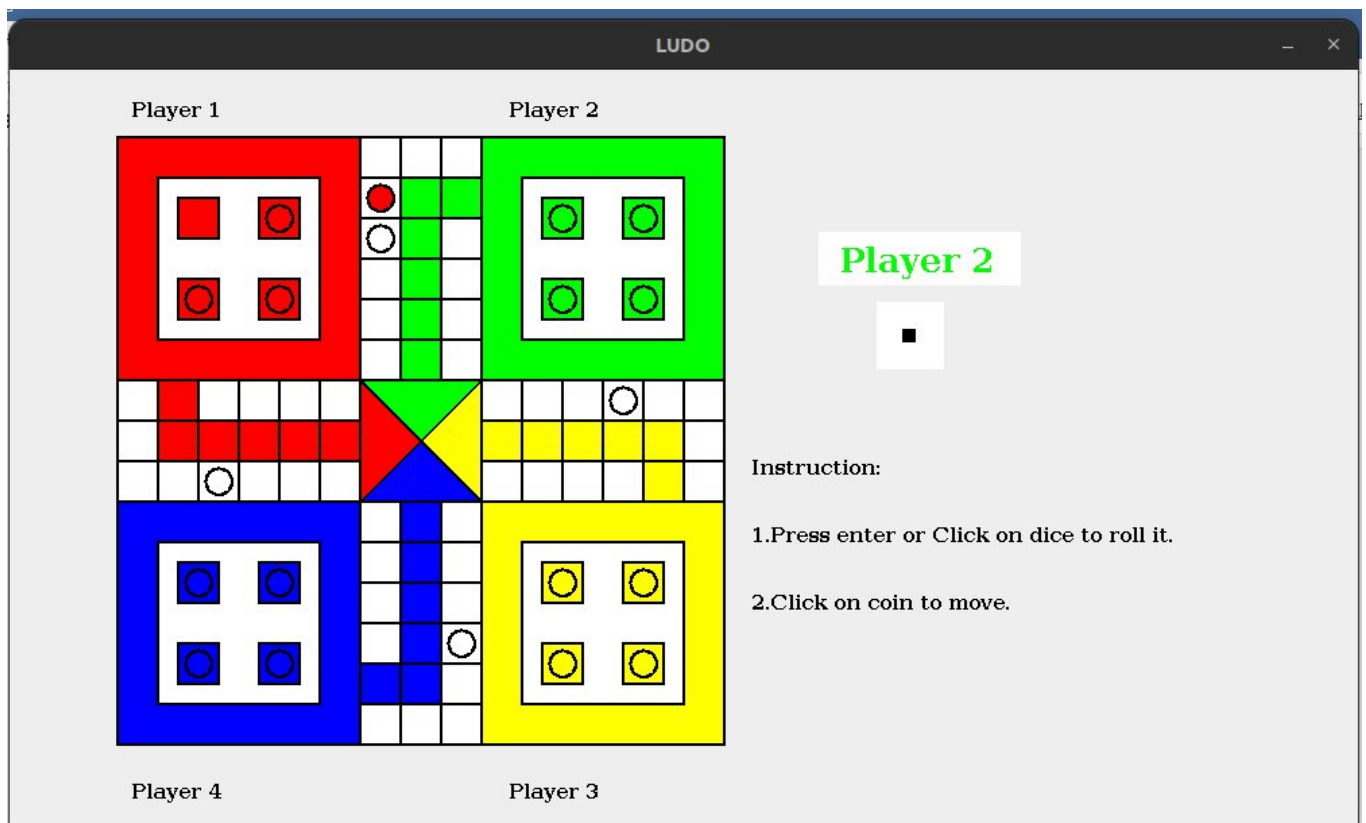 LUDO
Player 1
Player 2
Player 2
Instruction:
1.Press enter or Click on dice to roll it.
2.Click on coin to move.
Player 4
Player 3